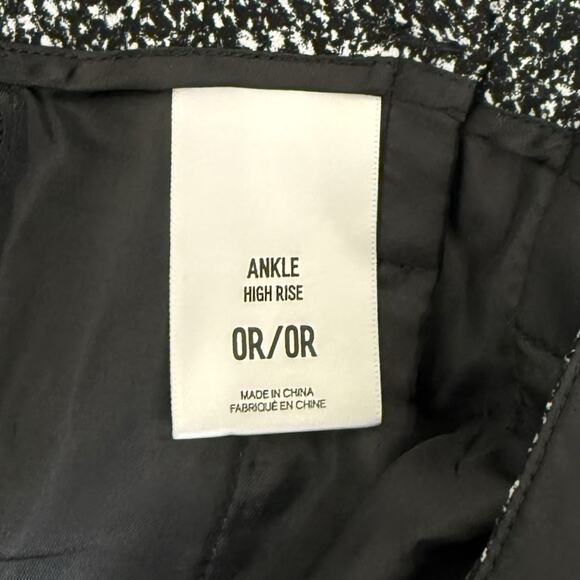 ANKLE
HIGH RISE
0R/0R
MADE IN CHINA
FABRIQUÉ EN CHINE